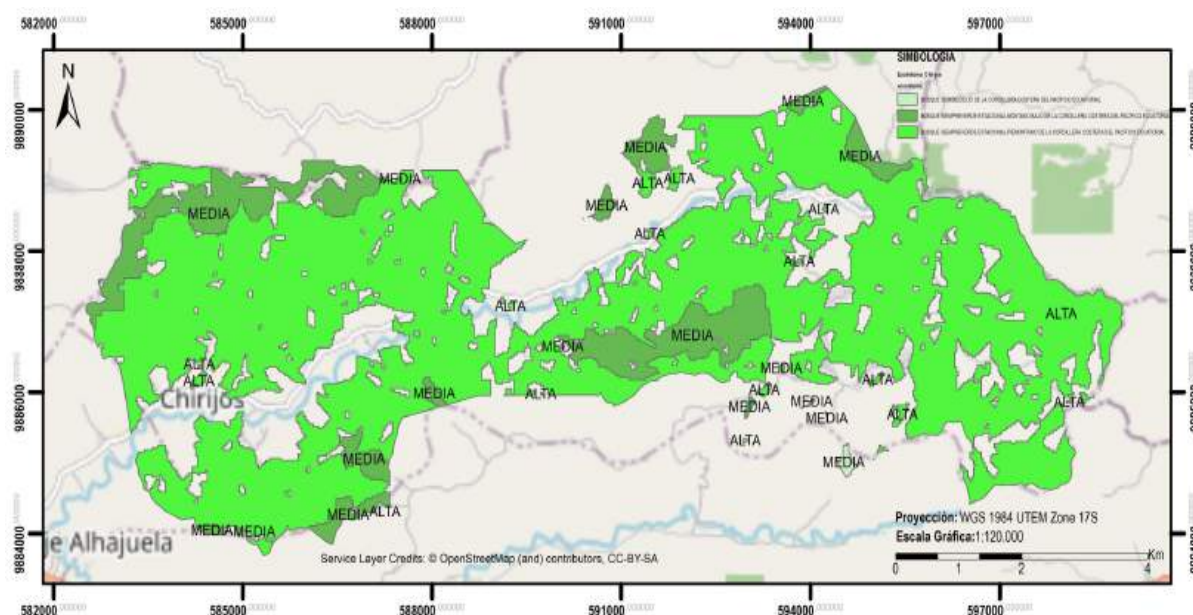 582000
585000
588000
591000
594000
597000
N
SIMBOLOGIA
9890000
MEDIA
MEDIA
MEDIA
MEDIA
ALTA
ALTA
MEDIA
MEDIA
MEDIA
ALTA
ALTA
9888000
ALTA
ALTA
ALTA
MEDIA
MEDIA
ALTA
ALTA
ALTA
MEDIA
ALTA
9886000
MEDIA
ALTA
ALTA
Chirijos
MEDIA
MEDIA
ALTA
ALTA
MEDIA
ALTA
MEDIA
MEDIA
MEDIA
ALTA
MEDIA
MEDIA
9884000
je Alhajuela
Proyección: WGS 1984 UTEM Zone 17S
Escala Gráfica:1:120.000
Km
0 1 2 4
Service Layer Credits: © OpenStreetMap (and) contributors, CC-BY-SA
582000
585000
588000
591000
594000
597000